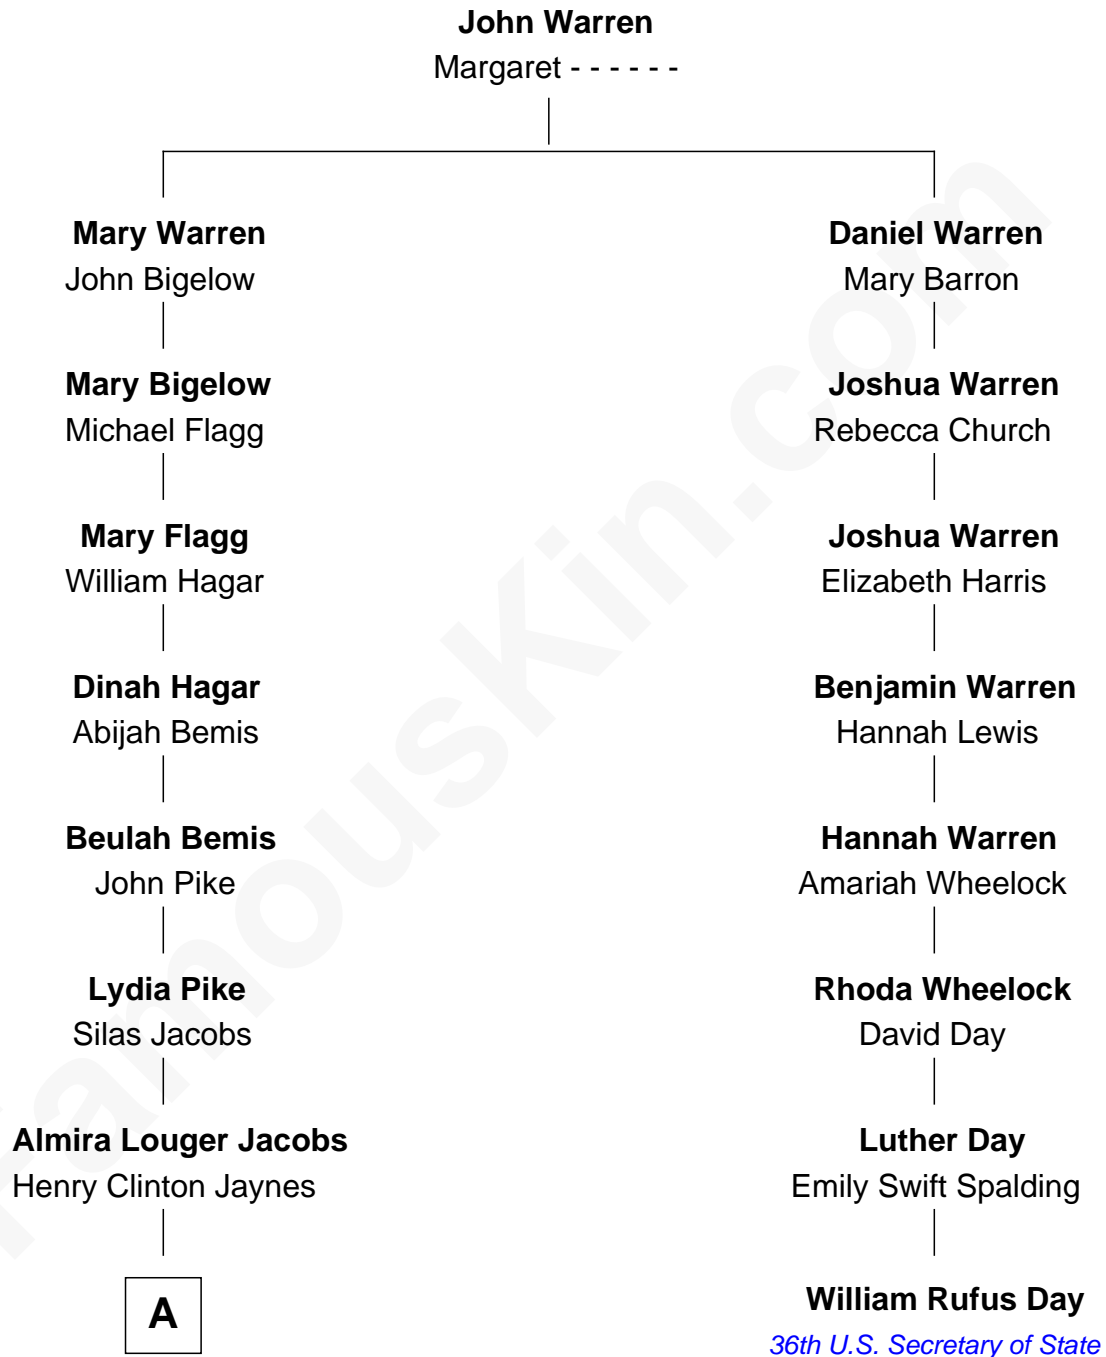 John Warren
Margaret - - - - - -
Mary Warren
John Bigelow
Daniel Warren
Mary Barron
Mary Bigelow
Michael Flagg
Joshua Warren
Rebecca Church
Mary Flagg
William Hagar
Joshua Warren
Elizabeth Harris
Dinah Hagar
Abijah Bemis
Benjamin Warren
Hannah Lewis
Beulah Bemis
John Pike
Hannah Warren
Amariah Wheelock
Lydia Pike
Silas Jacobs
Rhoda Wheelock
David Day
Almira Louger Jacobs
Henry Clinton Jaynes
Luther Day
Emily Swift Spalding
A
William Rufus Day
36th U.S. Secretary of State
FamousKin.com